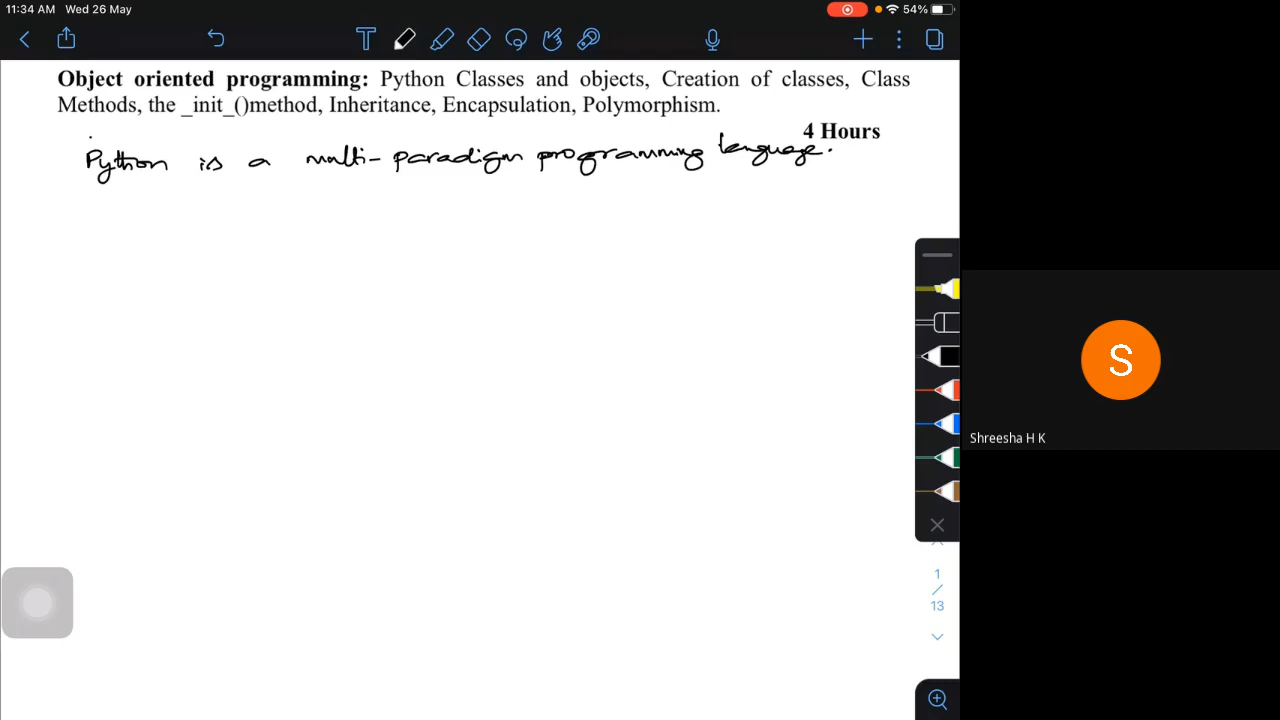 11:34 AM Wed 26 May
54%
T
Object oriented programming: Python Classes and objects, Creation of classes, Class
Methods, the _init_()method, Inheritance, Encapsulation, Polymorphism.
4 Hours
Python is a multi-paradigm programming language.
1
/
13
S
Shreesha H K